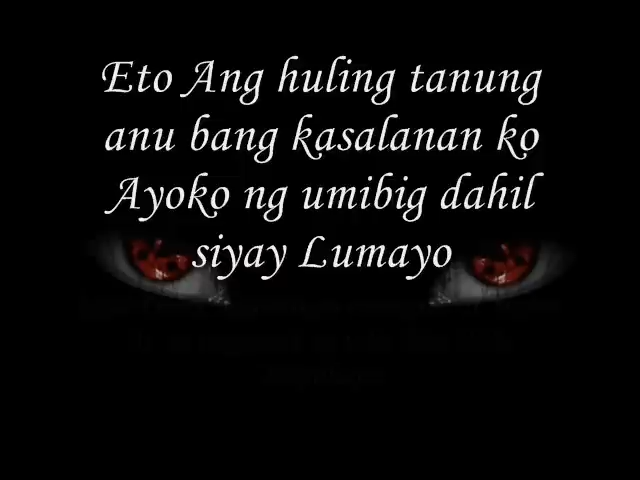 Eto Ang huling tanung
anu bang kasalanan ko
Ayoko ng umibig dahil
siyay Lumayo